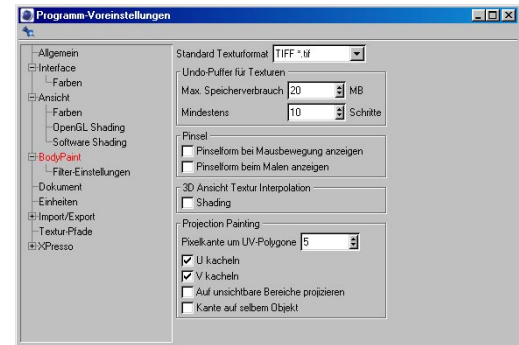 Programm-Voreinstellungen
Allgemein
Interface
Farben
Ansicht
Farben
OpenGL Shading
Software Shading
BodyPaint
Filter-Einstellungen
Dokument
Einheiten
Import/Export
Textur-Pfade
XPresso
Standard Texturformat TIFF *.tif
Undo-Puffer für Texturen
Max. Speicherverbrauch 20 MB
Mindestens 10 Schritte
Pinsel
Pinselform bei Mausbewegung anzeigen
Pinselform beim Malen anzeigen
3D Ansicht Textur Interpolation
Shading
Projection Painting
Pixelkante um UV-Polygone 5
U kacheln
V kacheln
Auf unsichtbare Bereiche projizieren
Kante auf selbem Objekt